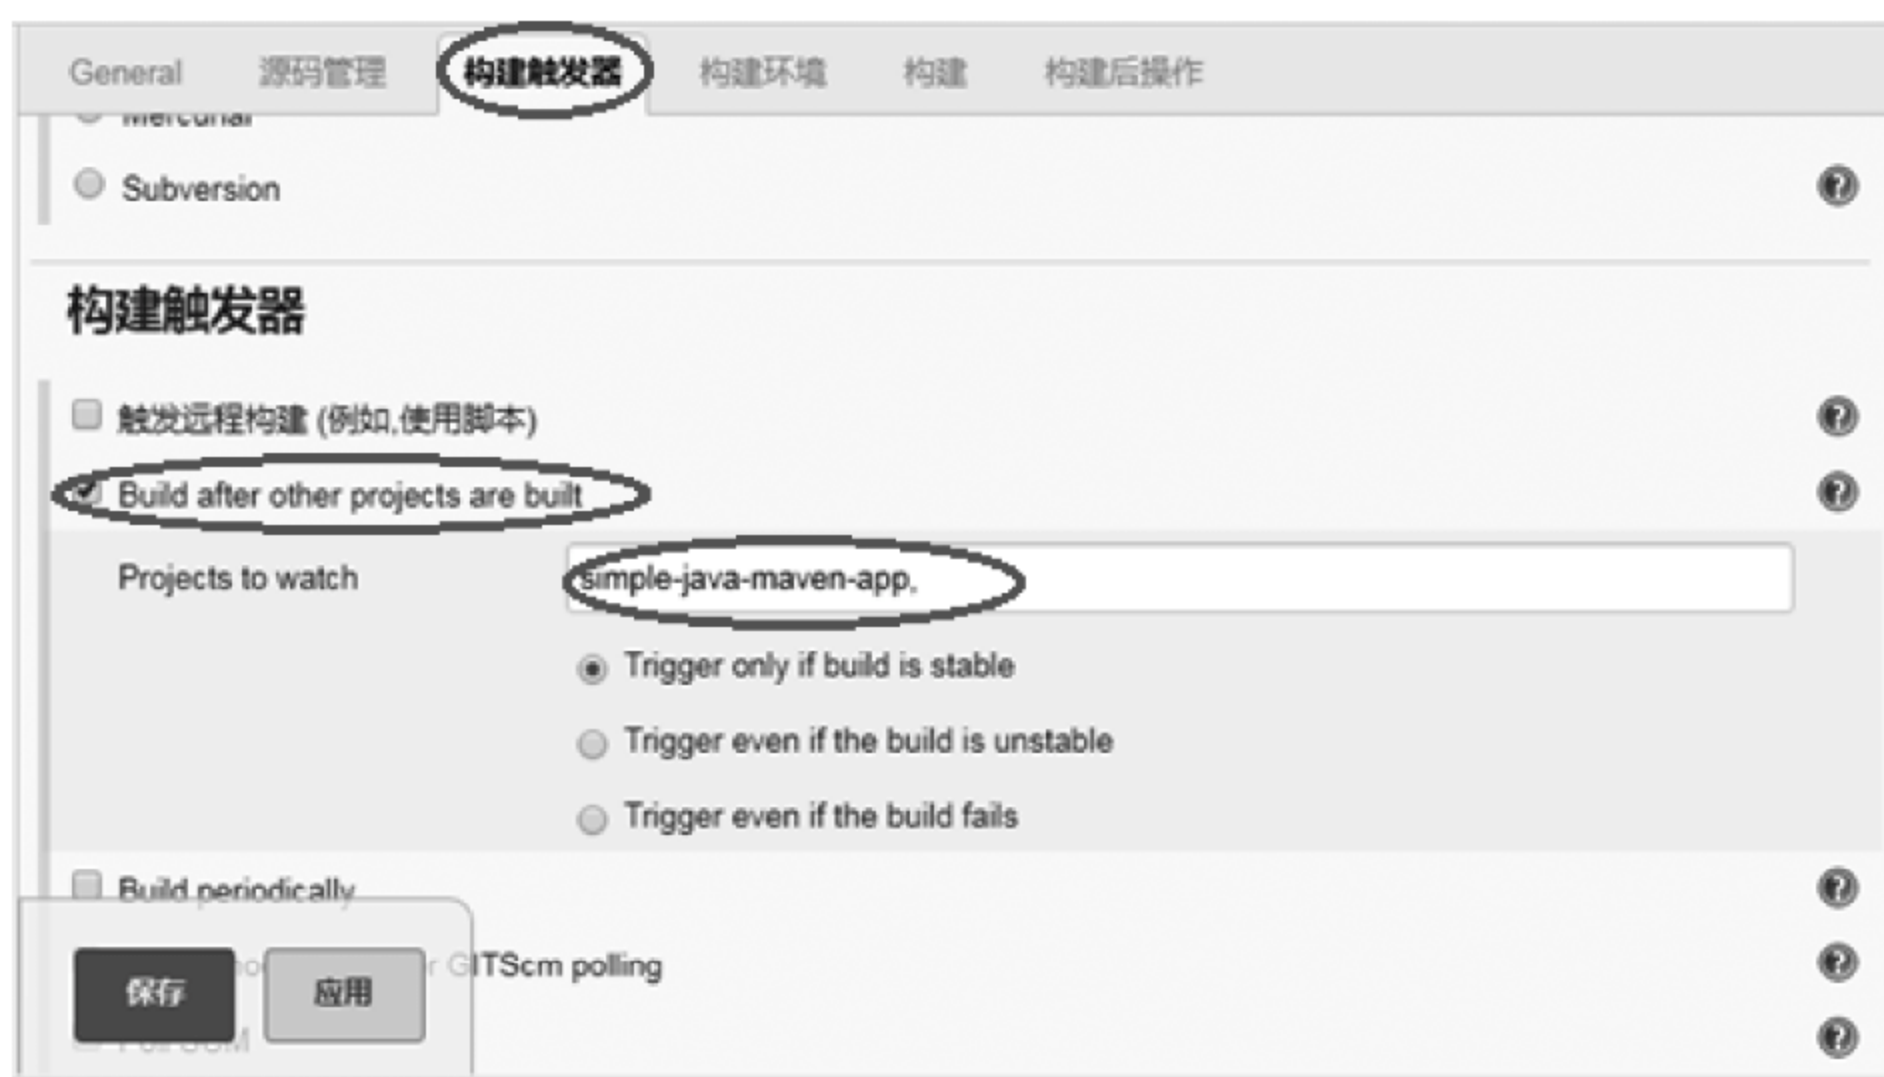 General 源码管理 构建触发器 构建环境 构建 构建后操作
Mercurial
Subversion
构建触发器
触发远程构建 (例如,使用脚本)
Build after other projects are built
Projects to watch simple-java-maven-app,
Trigger only if build is stable
Trigger even if the build is unstable
Trigger even if the build fails
Build periodically
GITScm polling
保存 应用